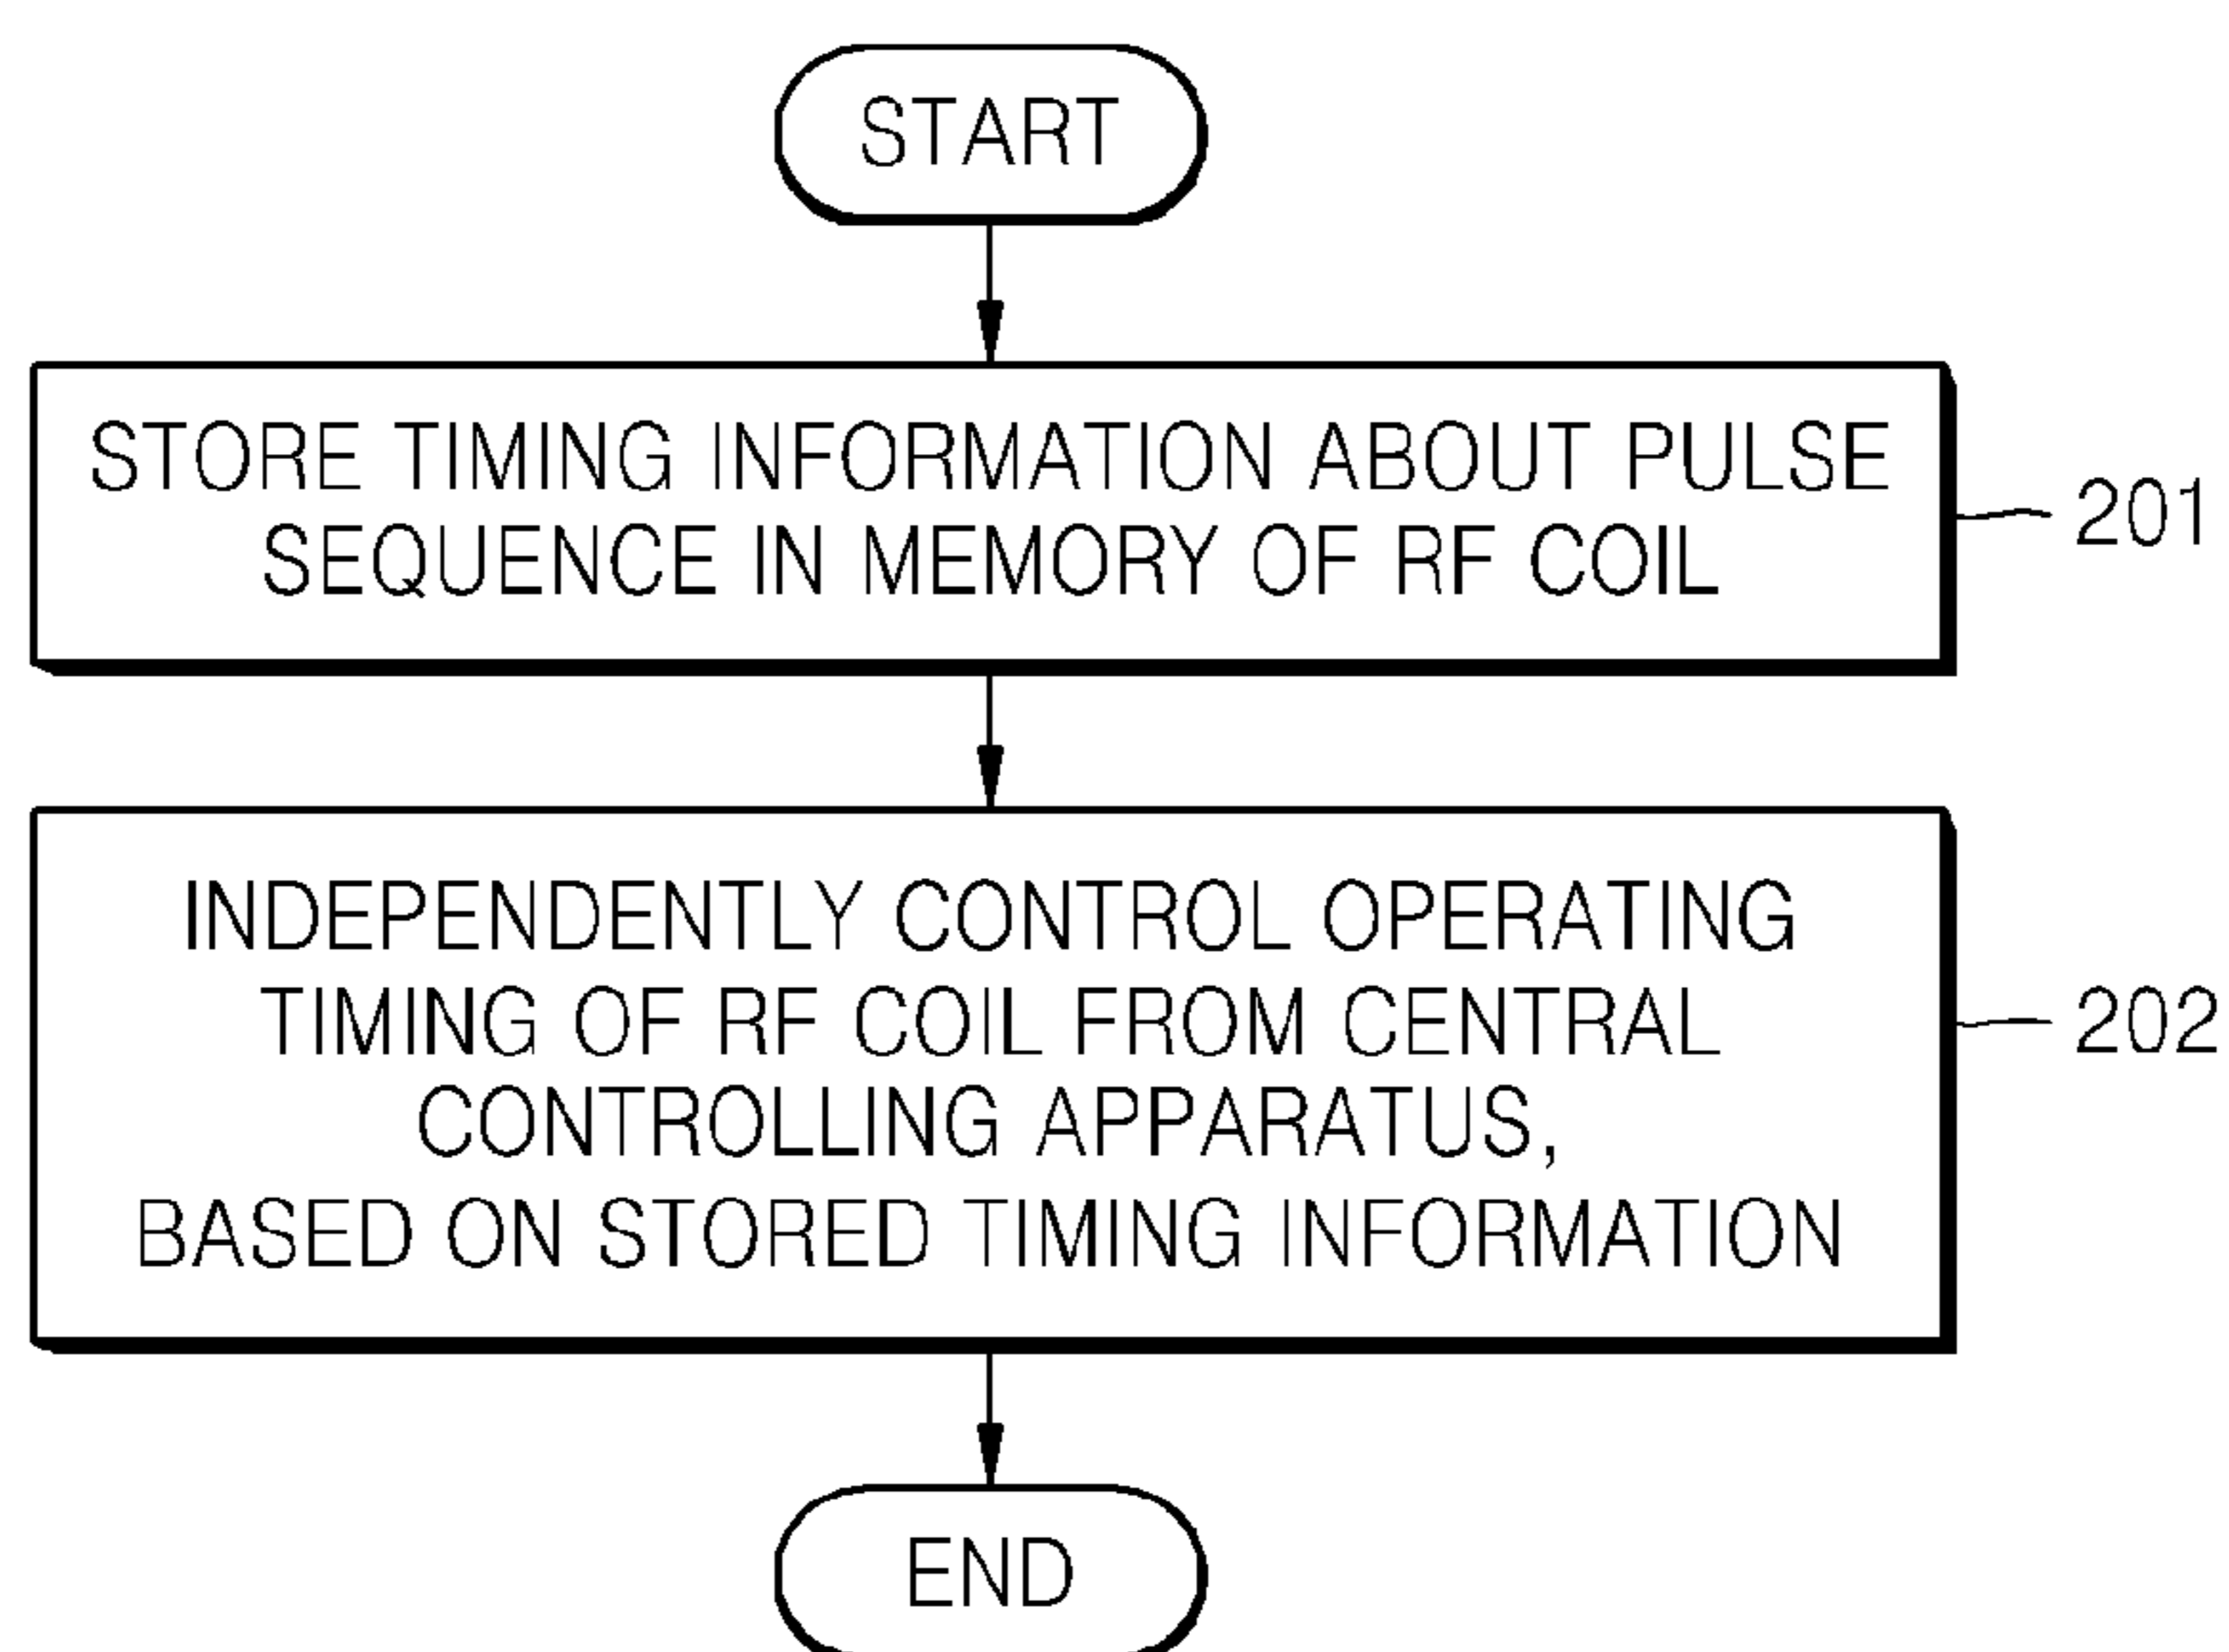 START
STORE TIMING INFORMATION ABOUT PULSE
SEQUENCE IN MEMORY OF RF COIL
201
INDEPENDENTLY CONTROL OPERATING
TIMING OF RF COIL FROM CENTRAL
CONTROLLING APPARATUS,
BASED ON STORED TIMING INFORMATION
202
END